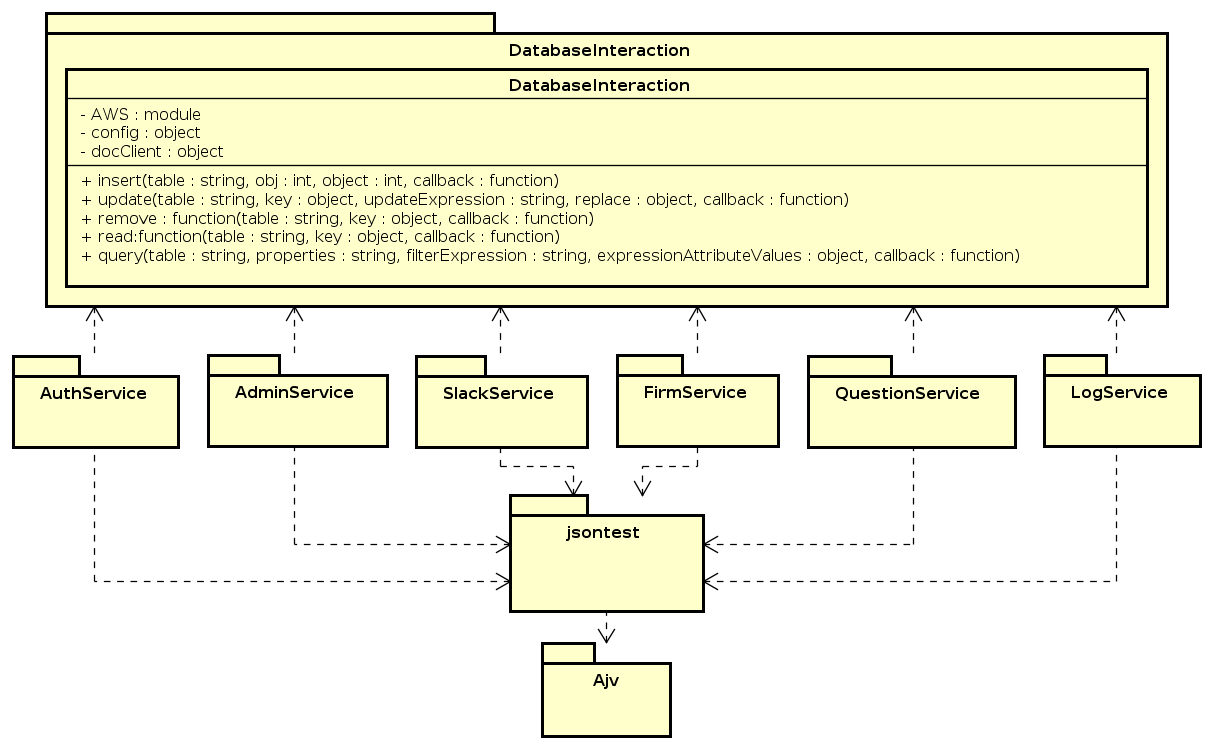 DatabaseInteraction
DatabaseInteraction
- AWS : module
- config : object
- docClient : object
+ insert(table : string, obj : int, object : int, callback : function)
+ update(table : string, key : object, updateExpression : string, replace : object, callback : function)
+ remove : function(table : string, key : object, callback : function)
+ read:function(table : string, key : object, callback : function)
+ query(table : string, properties : string, filterExpression : string, expressionAttributeValues : object, callback : function)
AuthService
AdminService
SlackService
FirmService
QuestionService
LogService
jsontest
Ajv